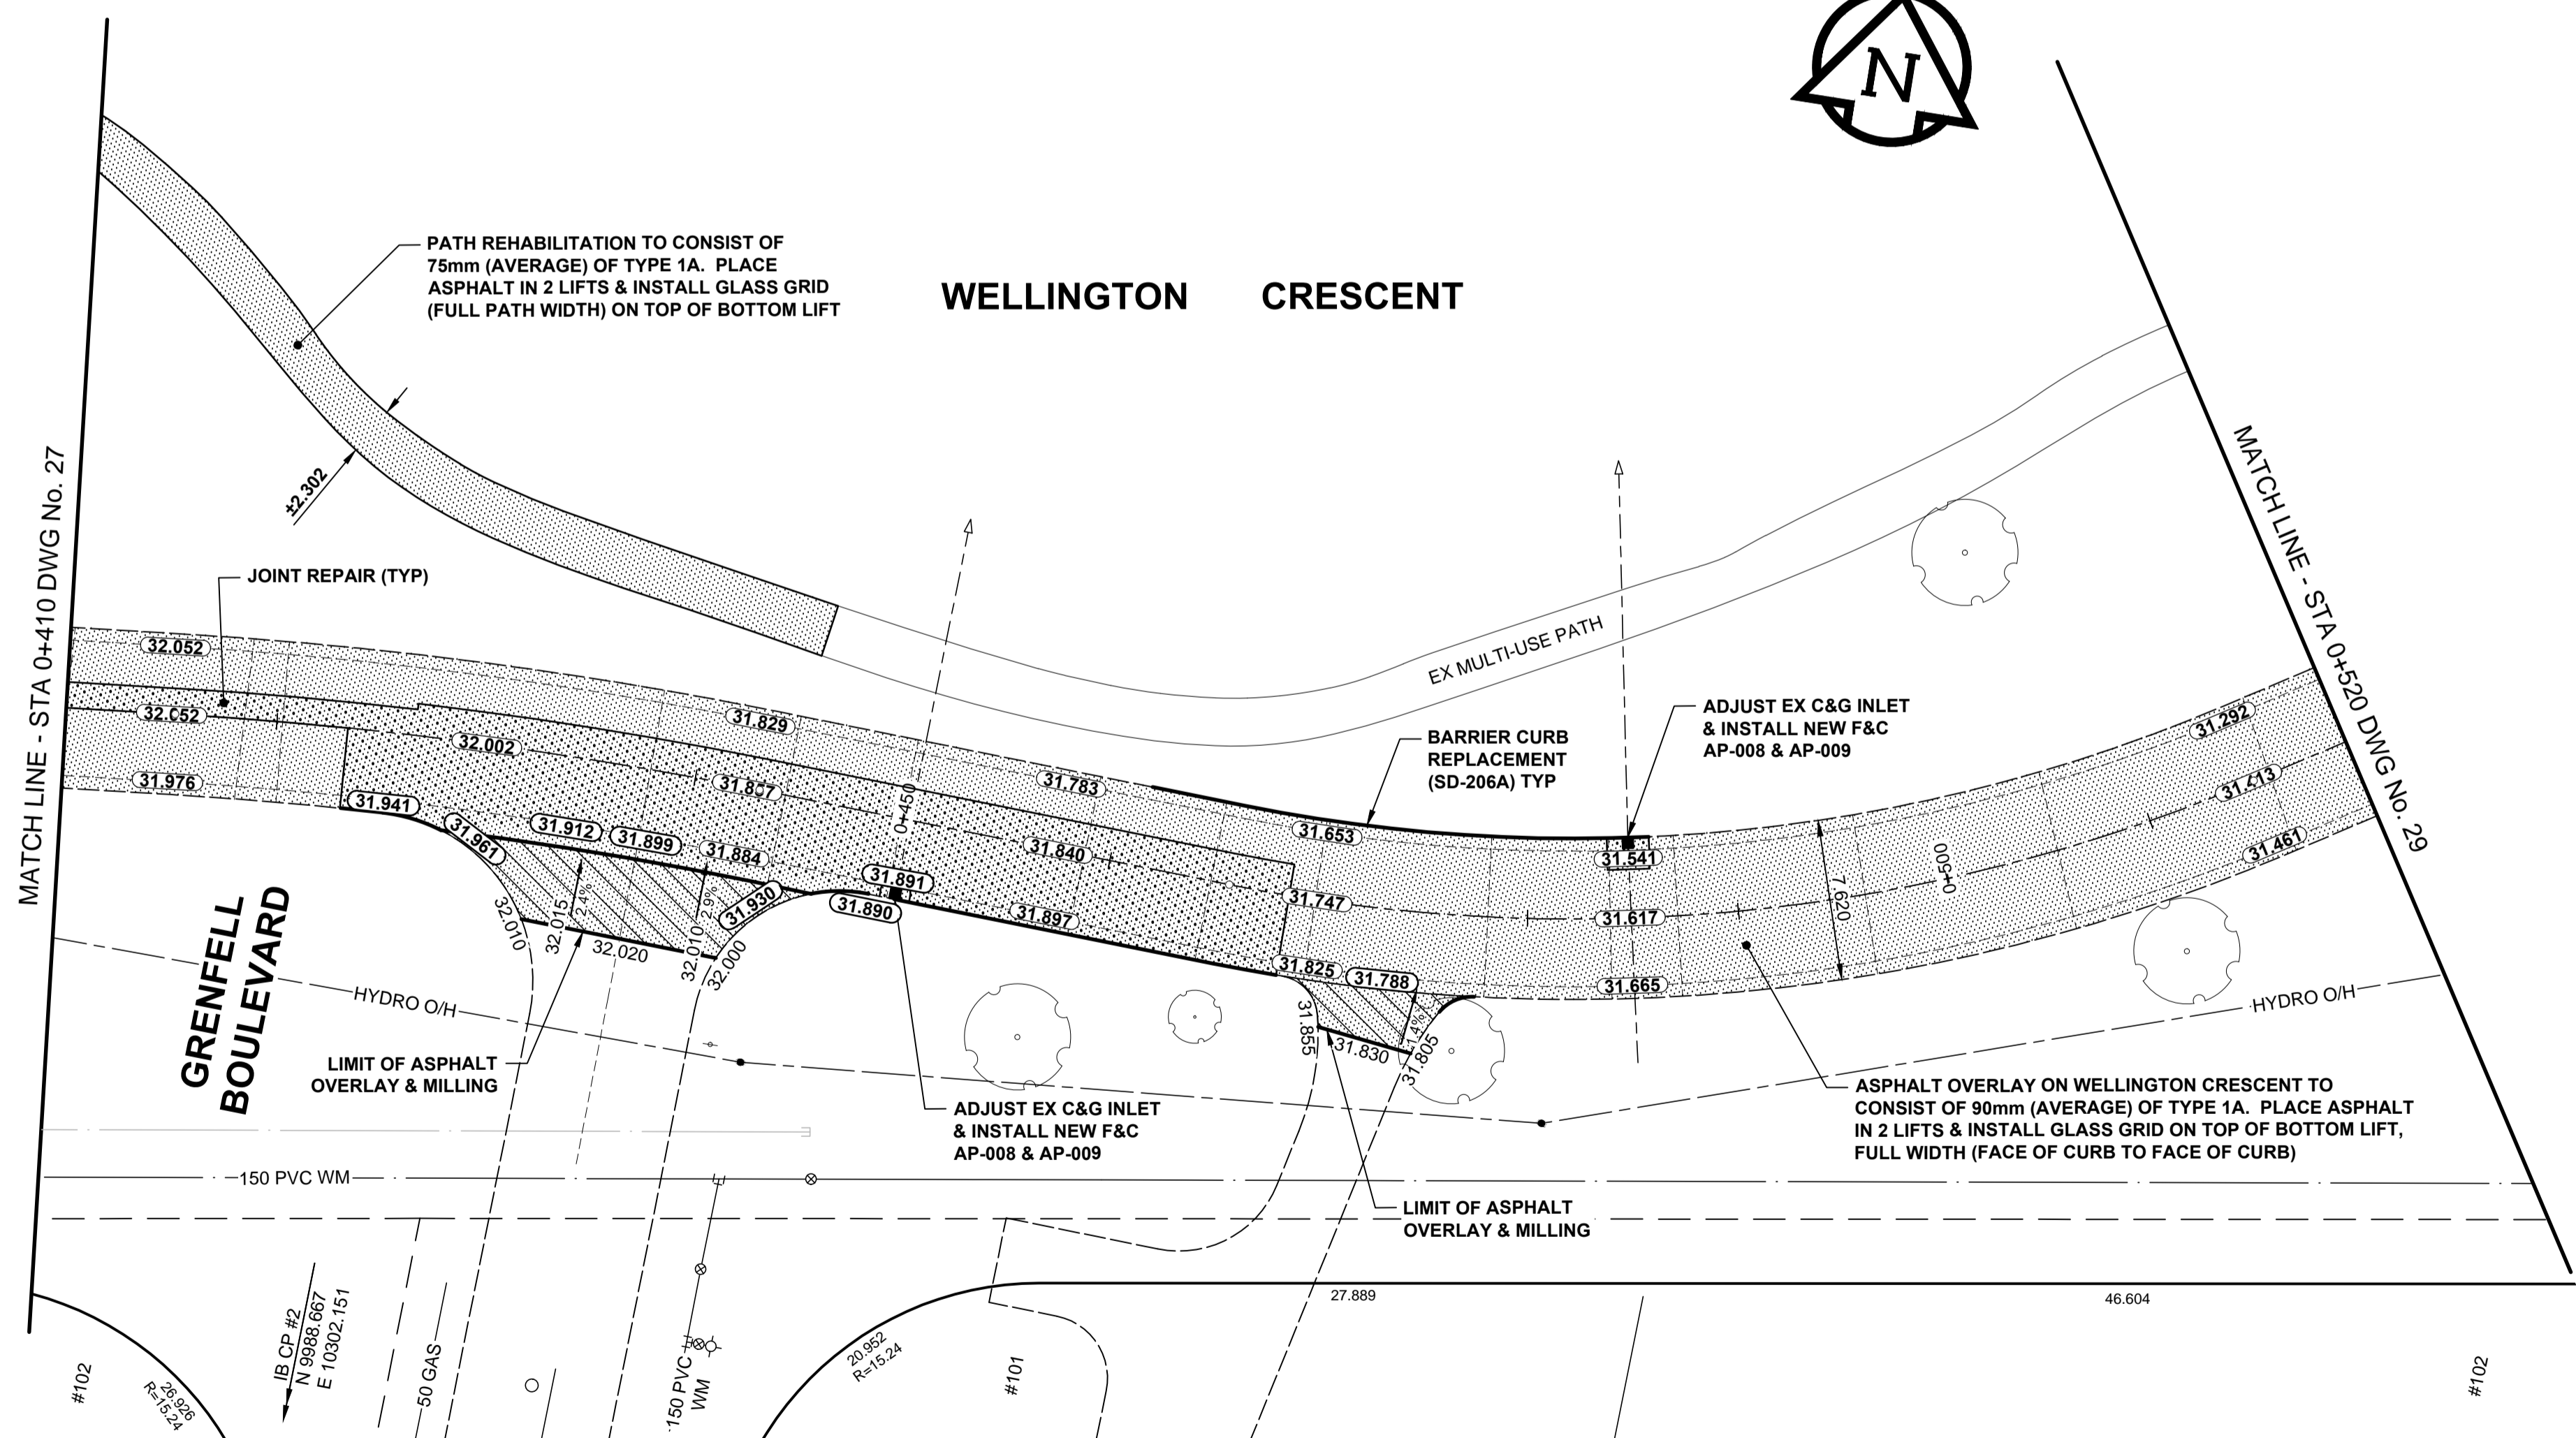 N
PATH REHABILITATION TO CONSIST OF
75mm (AVERAGE) OF TYPE 1A. PLACE
ASPHALT IN 2 LIFTS & INSTALL GLASS GRID
(FULL PATH WIDTH) ON TOP OF BOTTOM LIFT
WELLINGTON CRESCENT
MATCH LINE - STA 0+410 DWG No. 27
MATCH LINE - STA 0+520 DWG No. 29
±2.302
JOINT REPAIR (TYP)
EX MULTI-USE PATH
ADJUST EX C&G INLET
& INSTALL NEW F&C
AP-008 & AP-009
BARRIER CURB
REPLACEMENT
(SD-206A) TYP
32.052
32.052
31.976
32.002
31.829
31.783
31.941
31.961
31.912
31.899
31.884
0+450
31.840
31.891
31.890
31.930
31.897
31.653
31.747
31.825
31.788
31.541
31.617
31.665
7.620
0+500
31.292
31.413
31.461
32.010
32.015
2.4%
32.020
32.010
2.9%
32.000
31.855
31.830
1.4%
31.805
GRENFELL
BOULEVARD
HYDRO O/H
HYDRO O/H
LIMIT OF ASPHALT
OVERLAY & MILLING
ADJUST EX C&G INLET
& INSTALL NEW F&C
AP-008 & AP-009
ASPHALT OVERLAY ON WELLINGTON CRESCENT TO
CONSIST OF 90mm (AVERAGE) OF TYPE 1A. PLACE ASPHALT
IN 2 LIFTS & INSTALL GLASS GRID ON TOP OF BOTTOM LIFT,
FULL WIDTH (FACE OF CURB TO FACE OF CURB)
150 PVC WM
LIMIT OF ASPHALT
OVERLAY & MILLING
27.889
46.604
IB CP #2
N 9988.667
E 10302.151
#102
26.926
R=15.24
50 GAS
150 PVC
WM
20.952
R=15.24
#101
#102